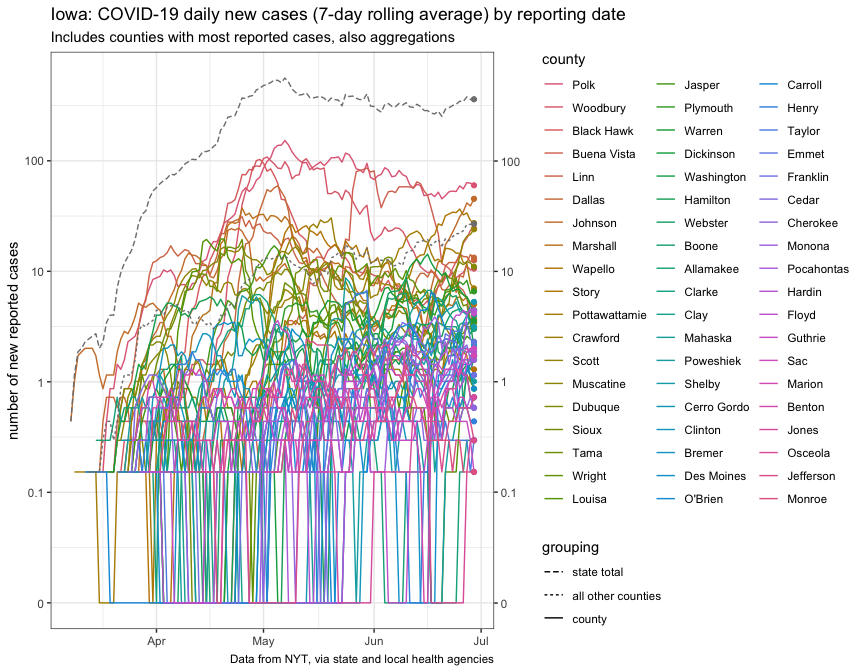 Iowa: COVID-19 daily new cases (7-day rolling average) by reporting date
Includes counties with most reported cases, also aggregations
number of new reported cases
100
10
1
0.1
0
100
10
1
0.1
0
Apr
May
Jun
Jul
Data from NYT, via state and local health agencies
county
Polk
Woodbury
Black Hawk
Buena Vista
Linn
Dallas
Johnson
Marshall
Wapello
Story
Pottawattamie
Crawford
Scott
Muscatine
Dubuque
Sioux
Tama
Wright
Louisa
Jasper
Plymouth
Warren
Dickinson
Washington
Hamilton
Webster
Boone
Allamakee
Clarke
Clay
Mahaska
Poweshiek
Shelby
Cerro Gordo
Clinton
Bremer
Des Moines
O'Brien
Carroll
Henry
Taylor
Emmet
Franklin
Cedar
Cherokee
Monona
Pocahontas
Hardin
Floyd
Guthrie
Sac
Marion
Benton
Jones
Osceola
Jefferson
Monroe
grouping
state total
all other counties
county